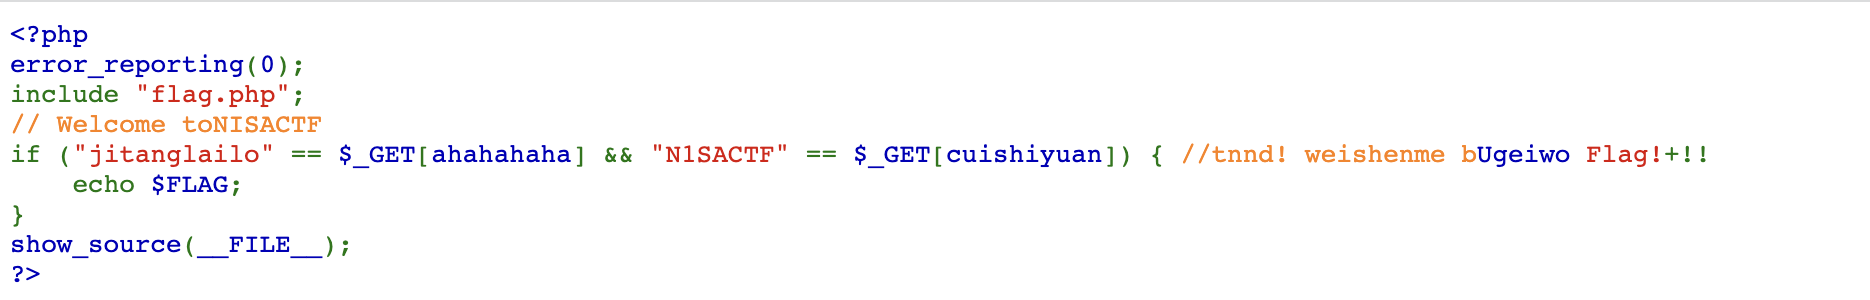 <?php
error_reporting(0);
include "flag.php";
// Welcome toNISACTF
if ("jitanglailo" == $_GET[ahahahaha] && "N1SACTF" == $_GET[cuishiyuan]) { //tnnd! weishenme bUgeiwo Flag!+!!
    echo $FLAG;
}
show_source(__FILE__);
?>